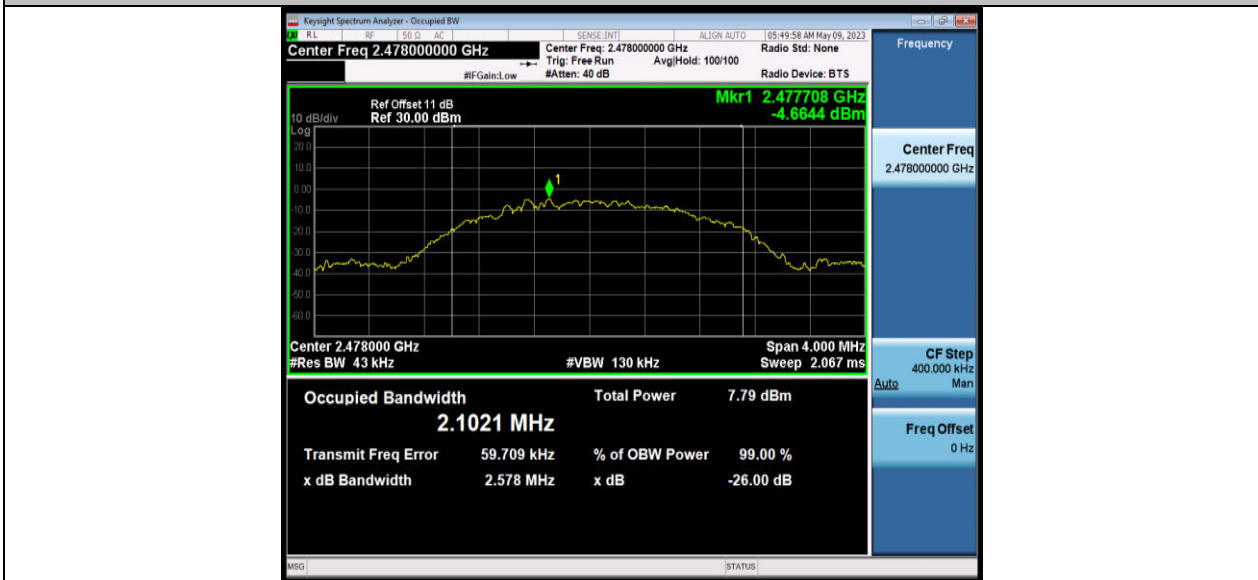 Keysight Spectrum Analyzer - Occupied BW
RL RF 50 Ω AC SENSE:INT ALIGN AUTO 05:49:58 AM May 09, 2023
Center Freq 2.478000000 GHz
Center Freq: 2.478000000 GHz Radio Std: None
Trig: Free Run Avg|Hold: 100/100
#IFGain:Low #Atten: 40 dB Radio Device: BTS
Frequency
Mkr1 2.477708 GHz
-4.6644 dBm
Ref Offset 11 dB
10 dB/div Ref 30.00 dBm
Log
20.0
10.0
0.00
-10.0
-20.0
-30.0
-40.0
-50.0
-60.0
1
Center 2.478000 GHz Span 4.000 MHz
#Res BW 43 kHz #VBW 130 kHz Sweep 2.067 ms
Center Freq
2.478000000 GHz
CF Step
400.000 kHz
Auto Man
Freq Offset
0 Hz
Occupied Bandwidth Total Power 7.79 dBm
2.1021 MHz
Transmit Freq Error 59.709 kHz % of OBW Power 99.00 %
x dB Bandwidth 2.578 MHz x dB -26.00 dB
MSG STATUS